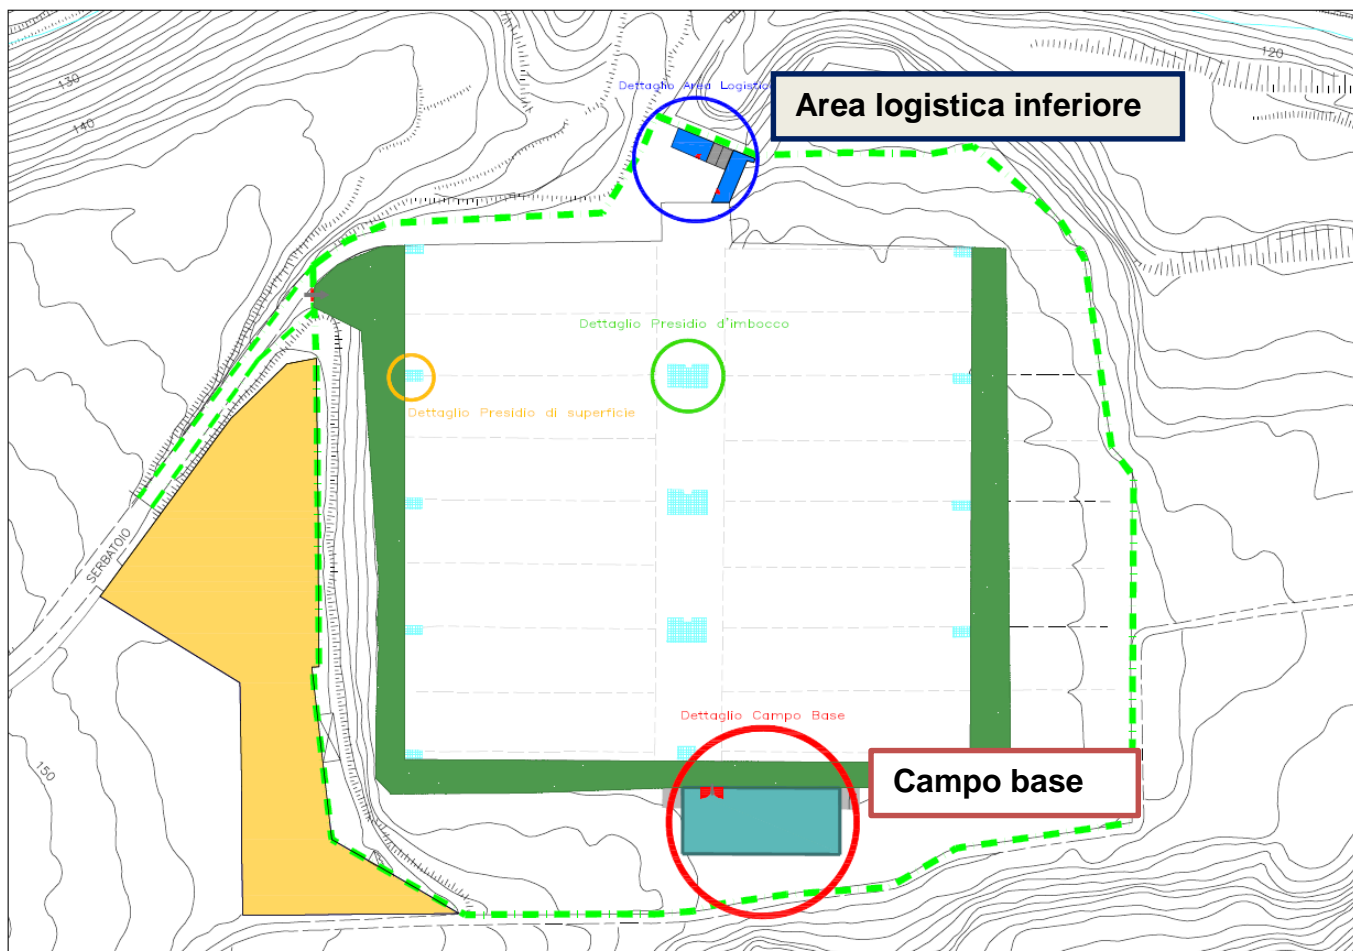 120
130
Dettaglio Area Logistic
Area logistica inferiore
140
Dettaglio Presidio d'imbocco
Dettaglio Presidio di superficie
SERBATOIO
Dettaglio Campo Base
150
Campo base